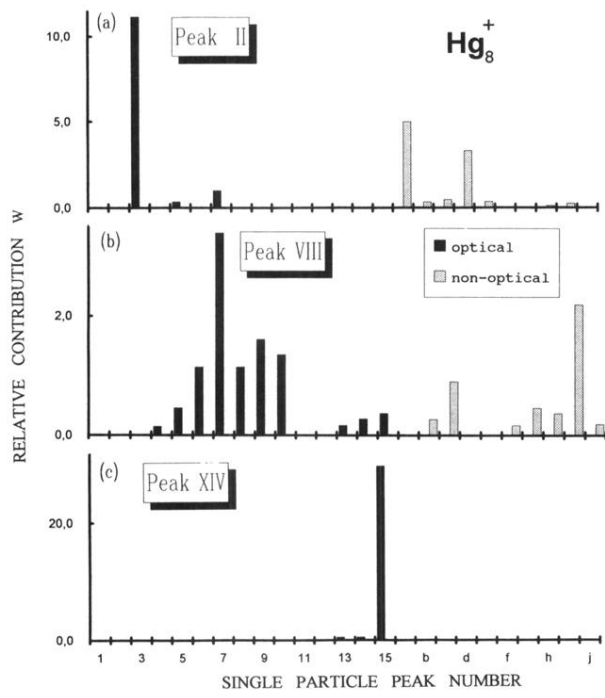 (a)
Peak II
Hg8+
10,0
5,0
0,0
(b)
Peak VIII
optical
non-optical
2,0
0,0
RELATIVE CONTRIBUTION W
(c)
Peak XIV
20,0
0,0
1 3 5 7 9 11 13 15 b d f h j
SINGLE PARTICLE PEAK NUMBER